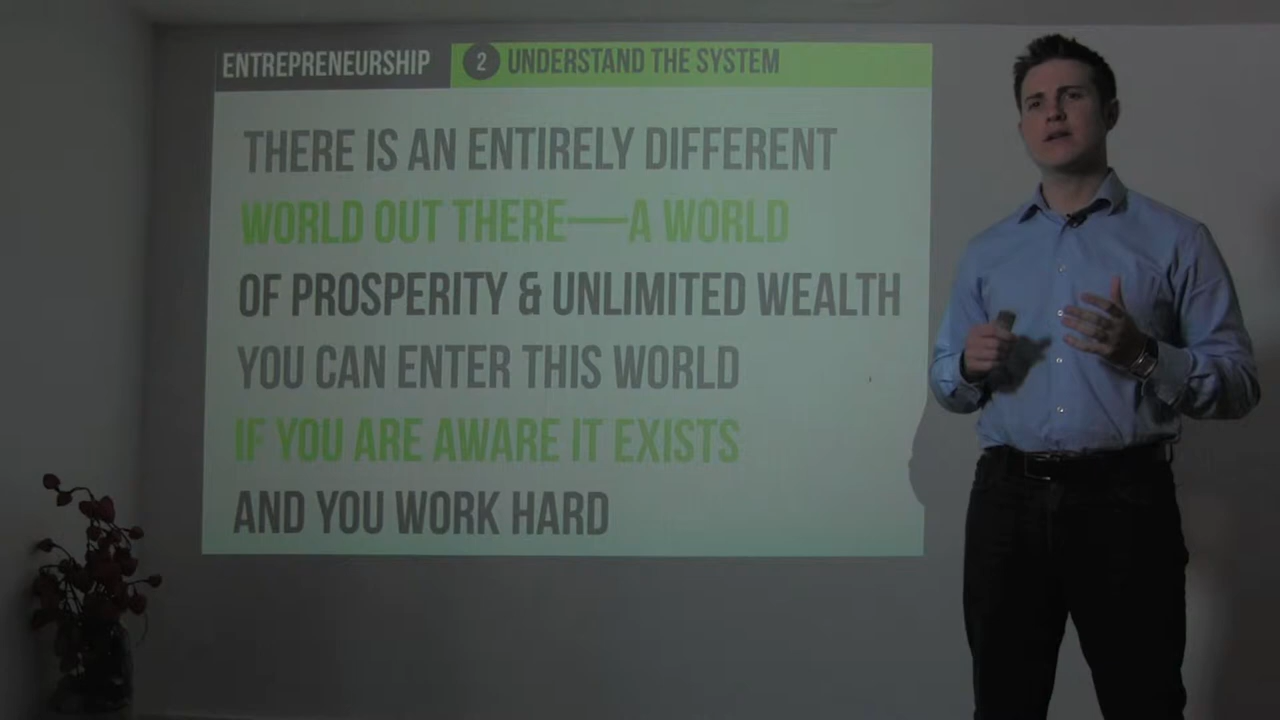 ENTREPRENEURSHIP 2 UNDERSTAND THE SYSTEM
THERE IS AN ENTIRELY DIFFERENT
WORLD OUT THERE—A WORLD
OF PROSPERITY & UNLIMITED WEALTH
YOU CAN ENTER THIS WORLD
IF YOU ARE AWARE IT EXISTS
AND YOU WORK HARD